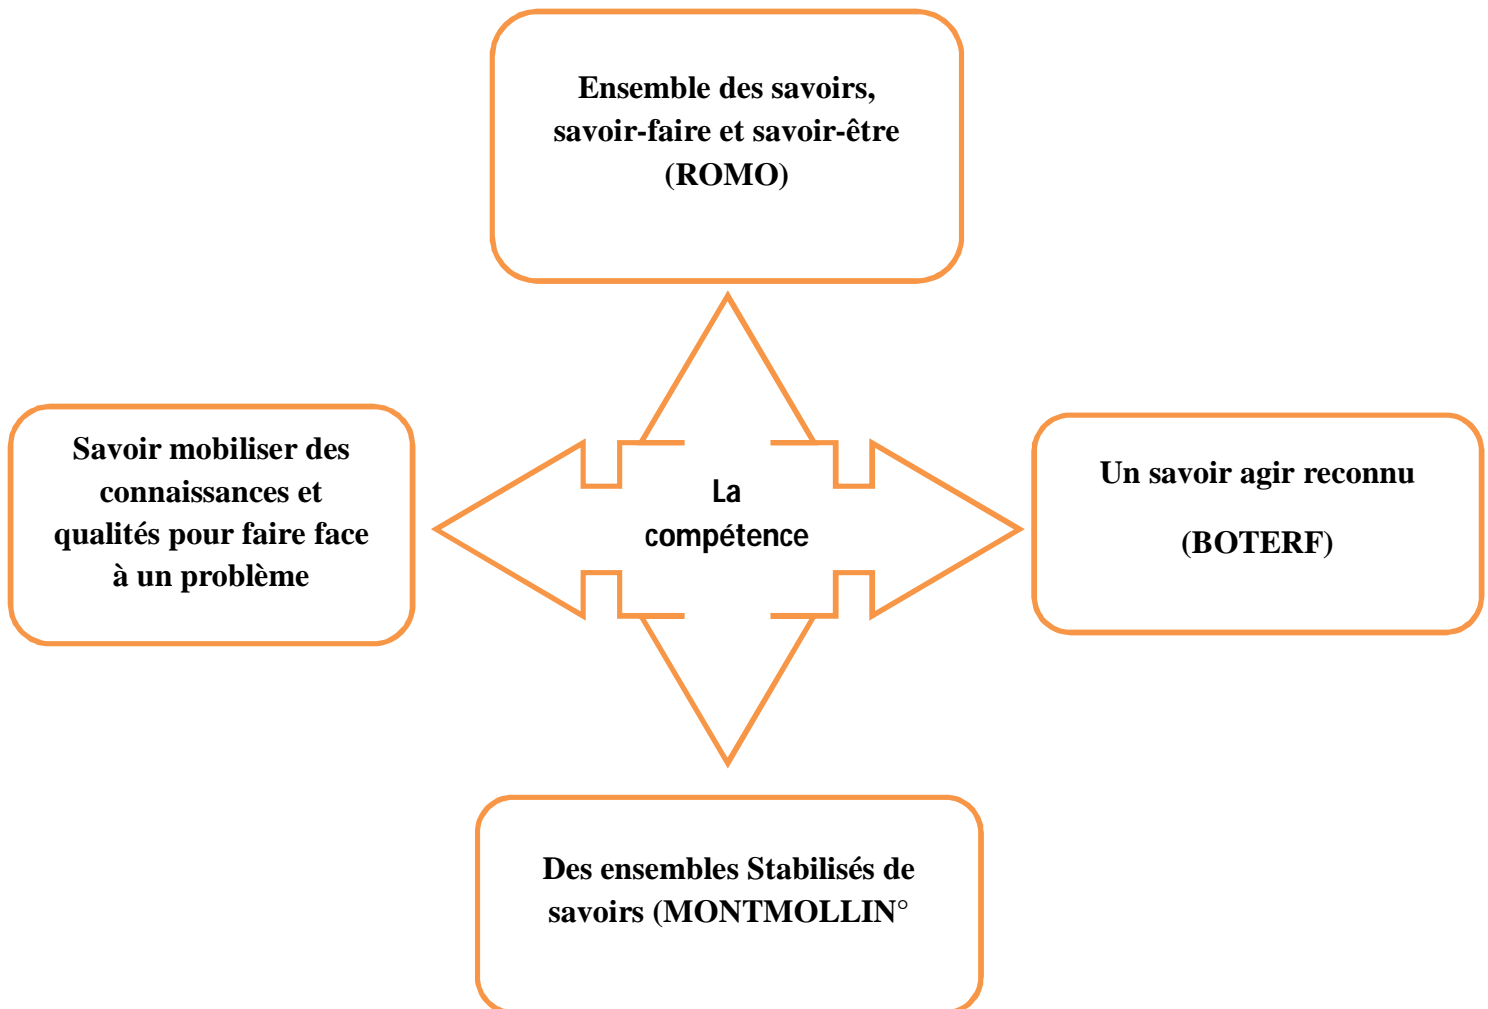 Ensemble des savoirs,
savoir-faire et savoir-être
(ROMO)
Savoir mobiliser des
connaissances et
qualités pour faire face
à un problème
La
compétence
Un savoir agir reconnu
(BOTERF)
Des ensembles Stabilisés de
savoirs (MONTMOLLIN°